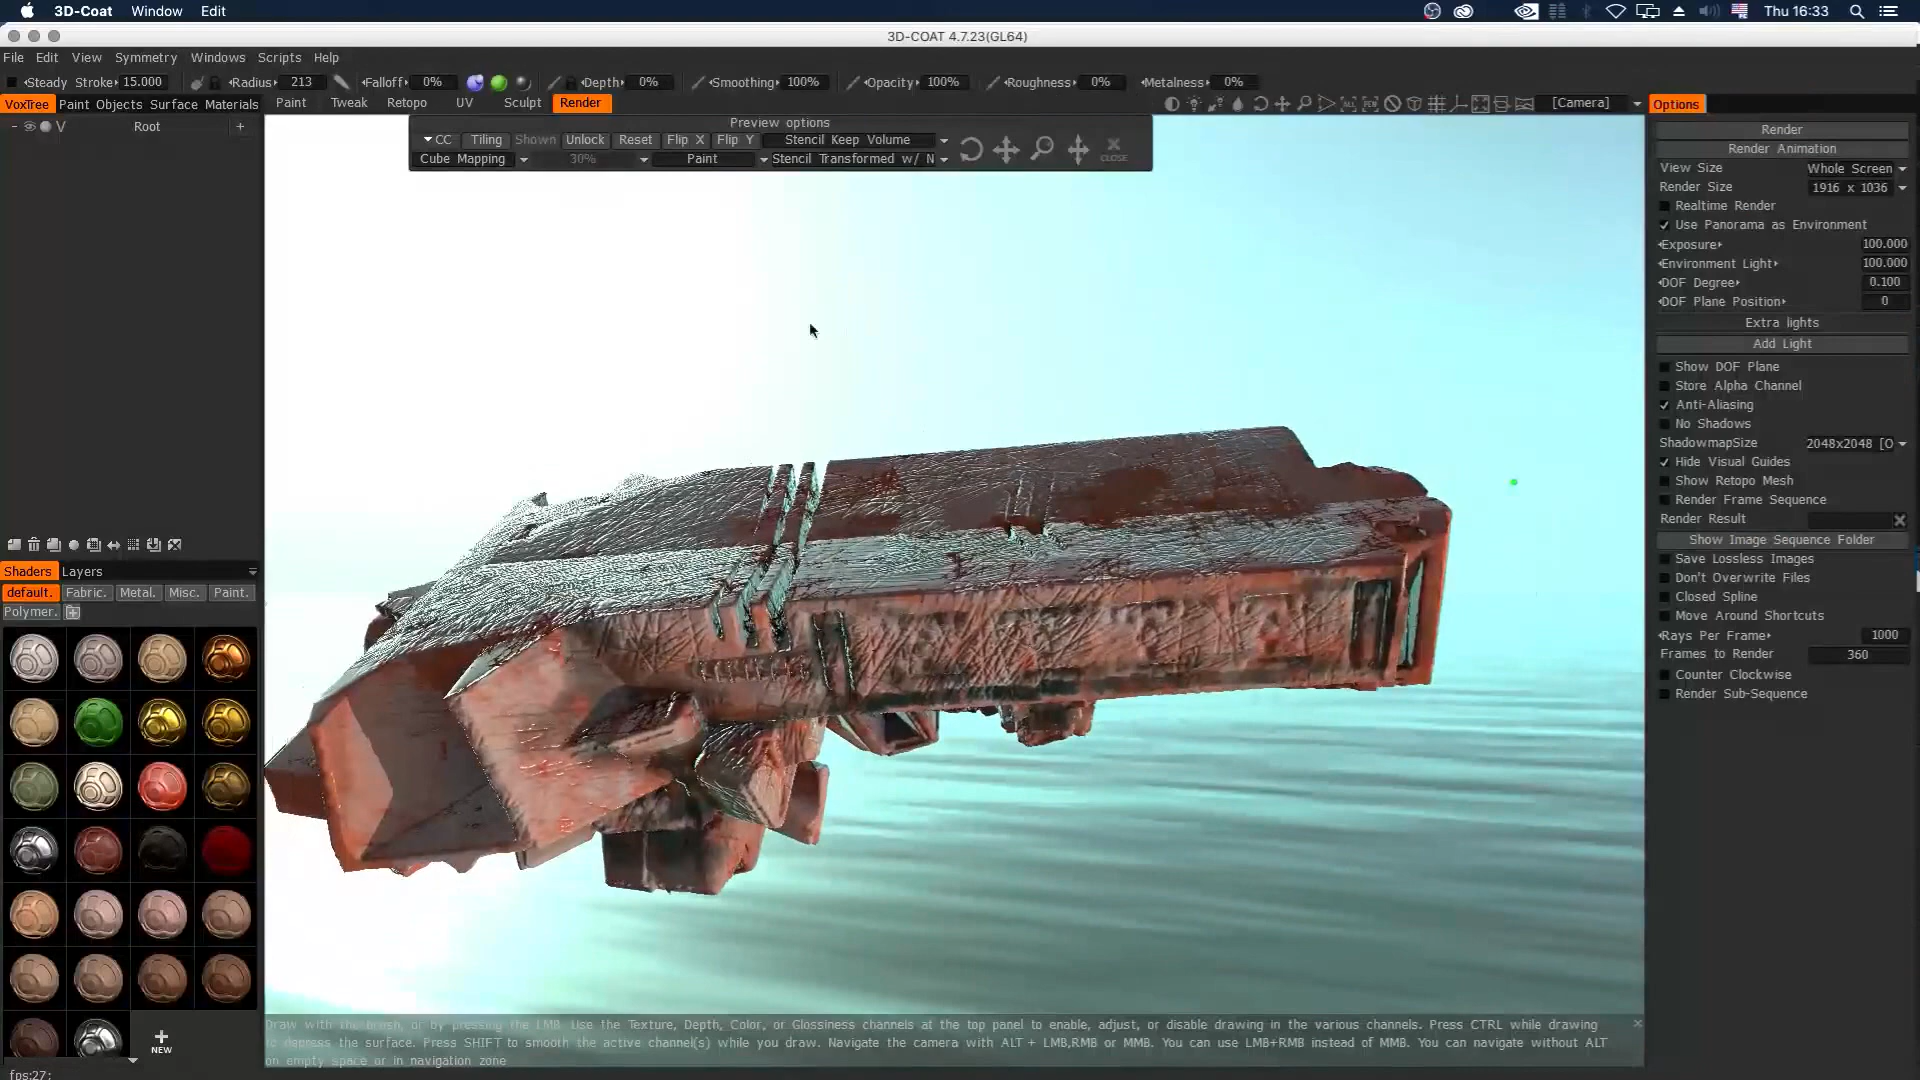 3D-Coat Window Edit Thu 16:33
3D-COAT 4.7.23(GL64)
File Edit View Symmetry Windows Scripts Help
Steady Stroke 15.000 Radius 213 Falloff 0% Depth 0% Smoothing 100% Opacity 100% Roughness 0% Metalness 0%
VoxTree Paint Objects Surface Materials Paint Tweak Retopo UV Sculpt Render [Camera] Options
V Root +
Preview options
CC Tiling Shown Unlock Reset Flip X Flip Y Stencil Keep Volume
Cube Mapping 30% Paint Stencil Transformed w/ N CLOSE
Render
Render Animation
View Size Whole Screen
Render Size 1916 x 1036
Realtime Render
Use Panorama as Environment
Exposure 100.000
Environment Light 100.000
DOF Degree 0.100
DOF Plane Position 0
Extra lights
Add Light
Show DOF Plane
Store Alpha Channel
Anti-Aliasing
No Shadows
ShadowmapSize 2048x2048 [O
Hide Visual Guides
Show Retopo Mesh
Render Frame Sequence
Render Result
Show Image Sequence Folder
Save Lossless Images
Don't Overwrite Files
Closed Spline
Move Around Shortcuts
Rays Per Frame 1000
Frames to Render 360
Counter Clockwise
Render Sub-Sequence
Shaders Layers
default. Fabric. Metal. Misc. Paint.
Polymer.
NEW
Draw with the brush, or by pressing the LMB. Use the Texture, Depth, Color, or Glossiness channels at the top panel to enable, adjust, or disable drawing in the various channels. Press CTRL while drawing
to depress the surface. Press SHIFT to smooth the active channel(s) while you draw. Navigate the camera with ALT + LMB,RMB or MMB. You can use LMB+RMB instead of MMB. You can navigate without ALT
on empty space or in navigation zone
fps:27;